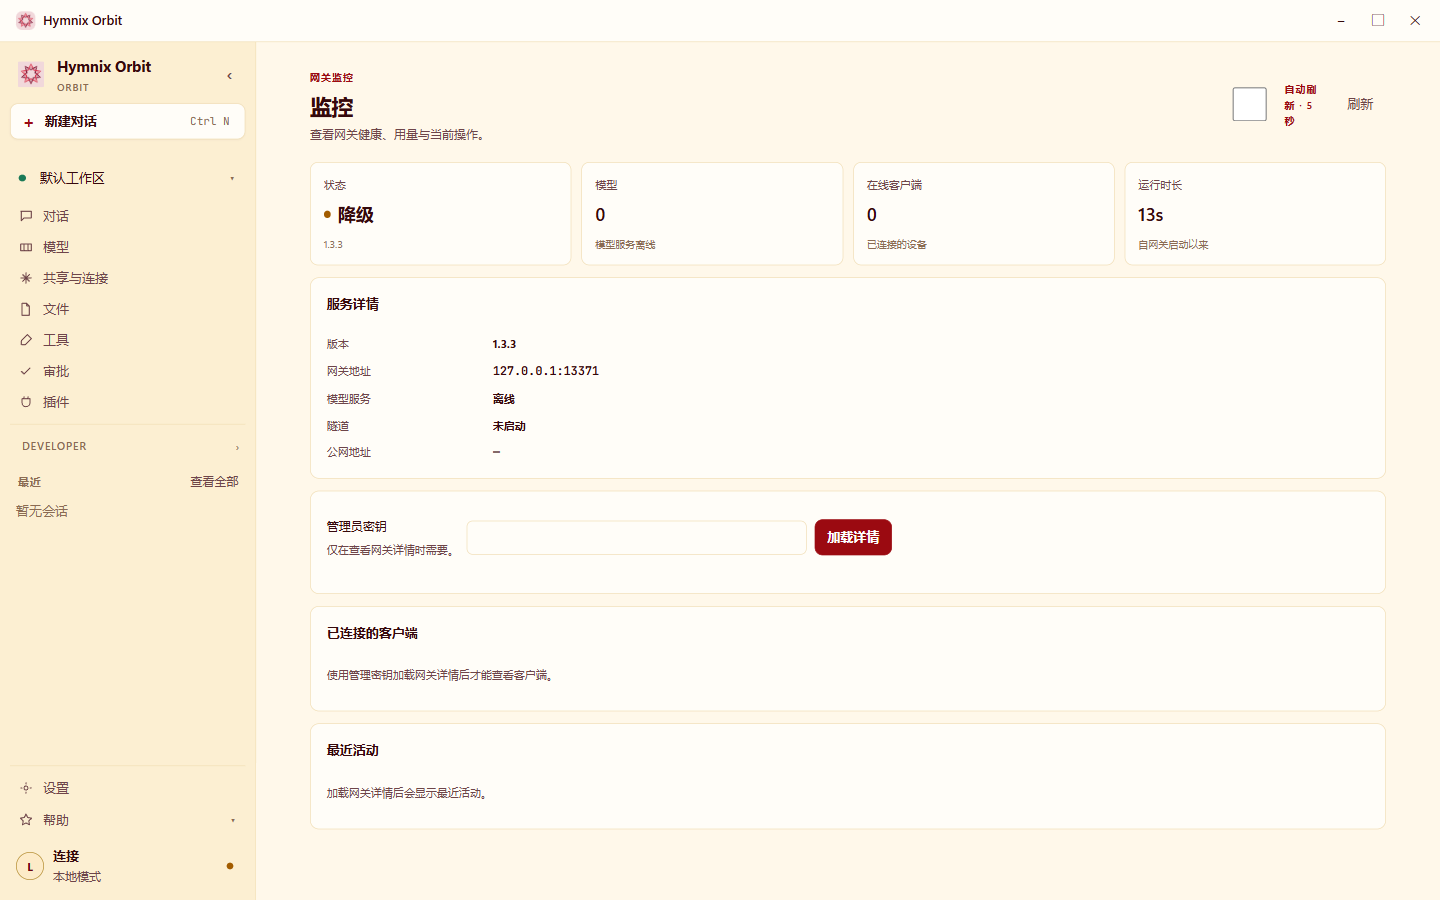 Hymnix Orbit
Hymnix Orbit
ORBIT
新建对话 Ctrl N
默认工作区
对话
模型
共享与连接
文件
工具
审批
插件
DEVELOPER
最近 查看全部
暂无会话
设置
帮助
L
连接
本地模式
网关监控
监控
查看网关健康、用量与当前操作。
自动刷
新 · 5
秒
刷新
状态
降级
1.3.3
模型
0
模型服务离线
在线客户端
0
已连接的设备
运行时长
13s
自网关启动以来
服务详情
版本 1.3.3
网关地址 127.0.0.1:13371
模型服务 离线
隧道 未启动
公网地址 —
管理员密钥
仅在查看网关详情时需要。
加载详情
已连接的客户端
使用管理密钥加载网关详情后才能查看客户端。
最近活动
加载网关详情后会显示最近活动。